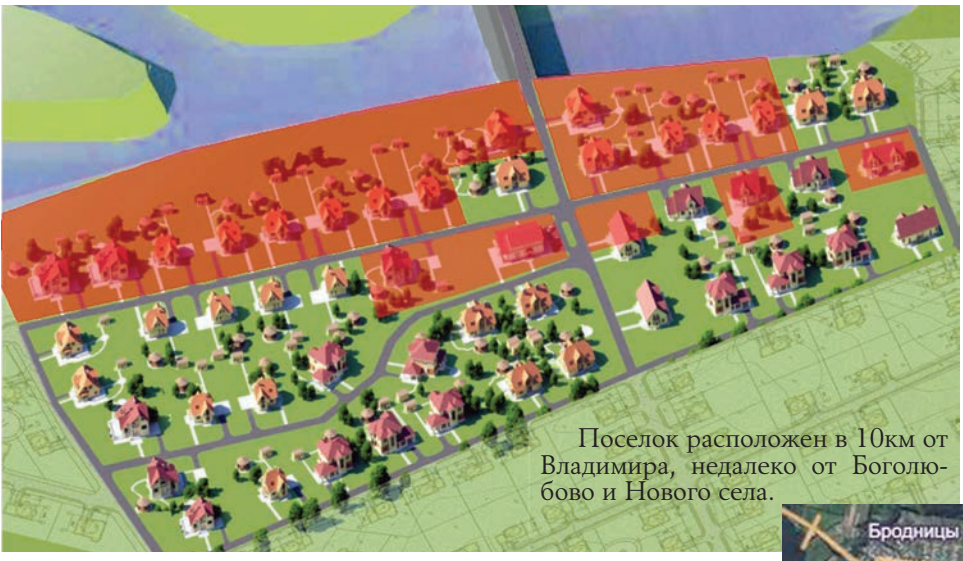 Поселок расположен в 10км от
Владимира, недалеко от Боголю-
бово и Нового села.
Бродницы